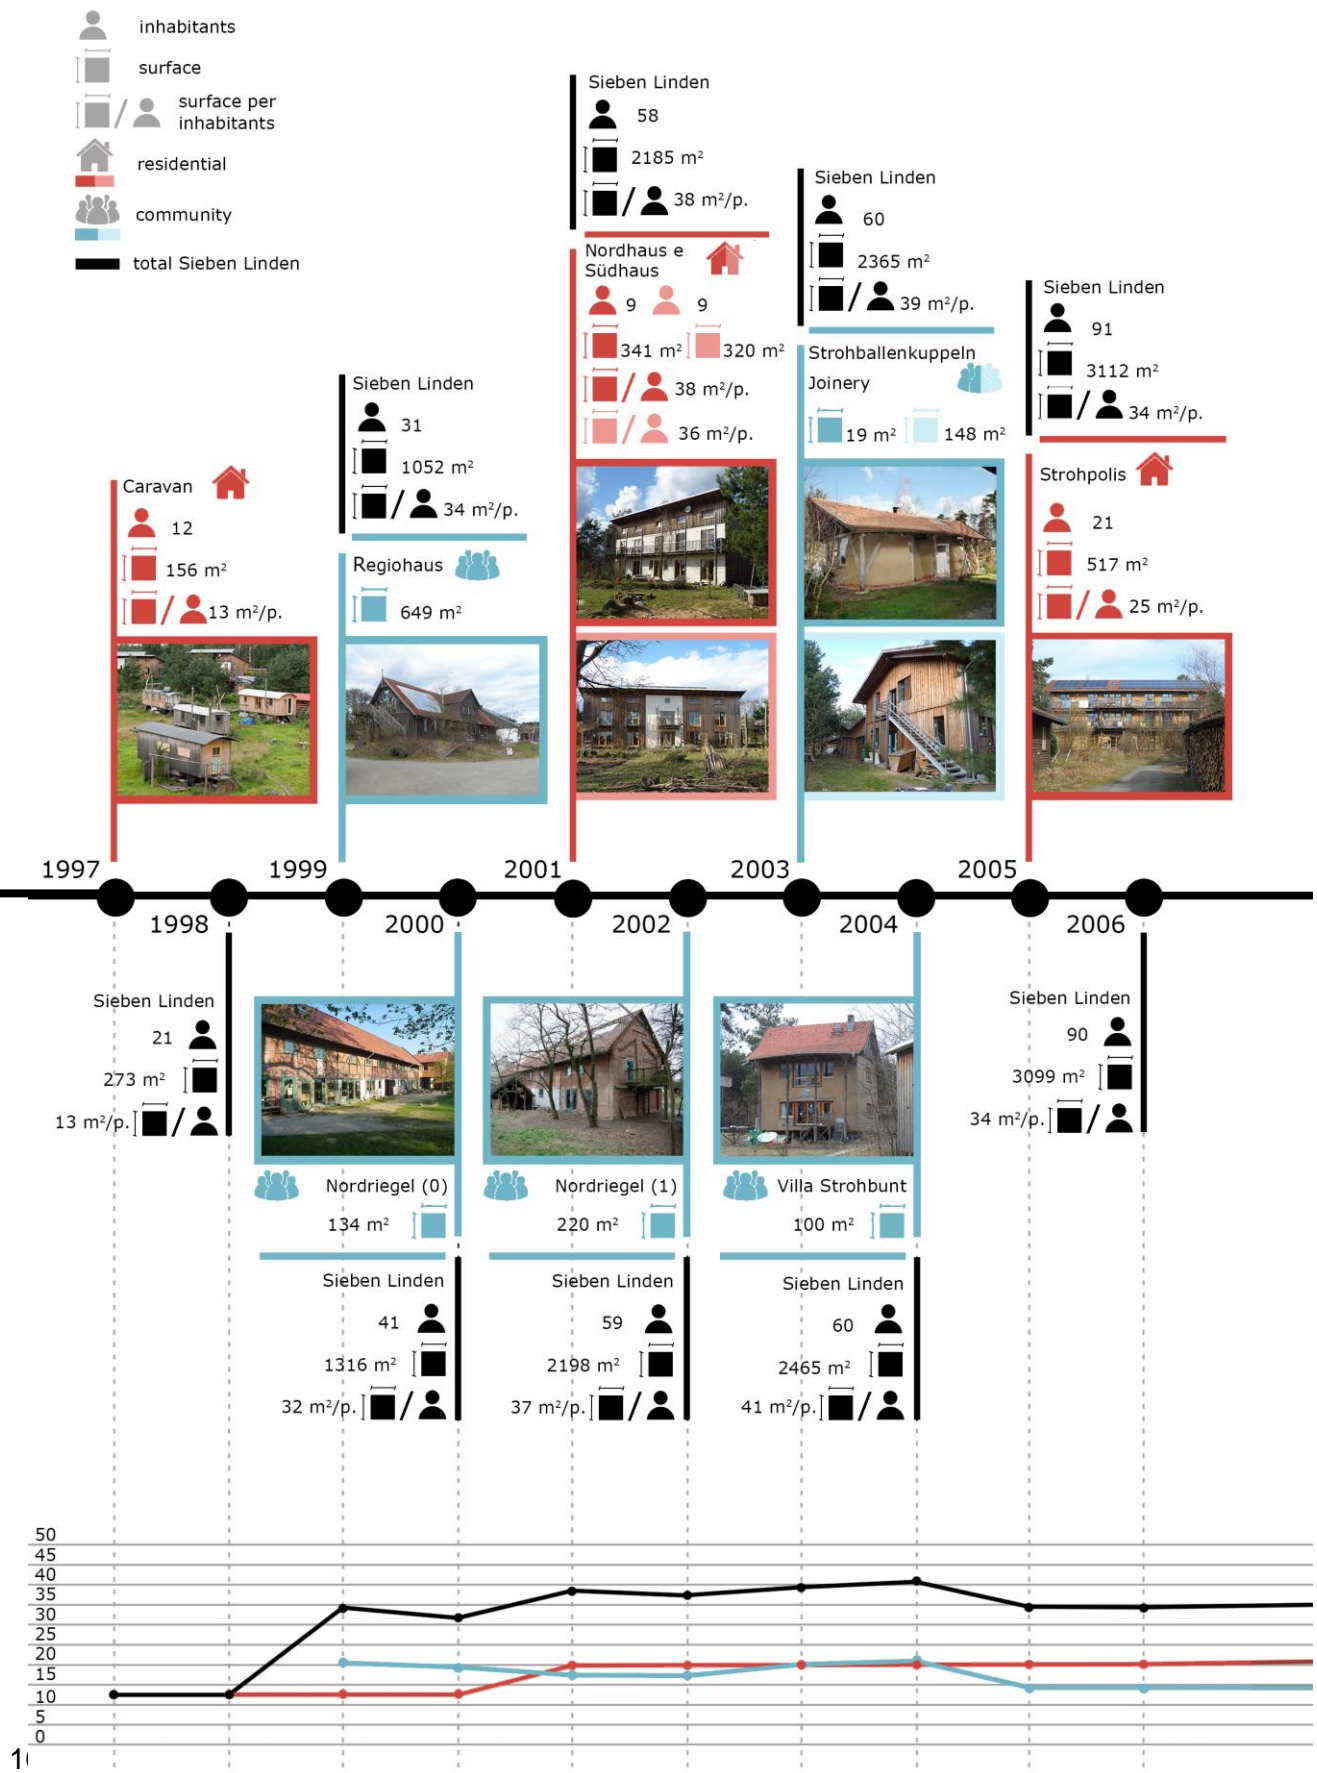 inhabitants
surface
surface per
inhabitants
residential
community
total Sieben Linden
Sieben Linden
58
2185 m²
38 m²/p.
Nordhaus e
Südhaus
9 9
341 m² 320 m²
38 m²/p.
36 m²/p.
Sieben Linden
60
2365 m²
39 m²/p.
Strohballenkuppeln
Joinery
19 m² 148 m²
Sieben Linden
91
3112 m²
34 m²/p.
Strohpolis
21
517 m²
25 m²/p.
Sieben Linden
31
1052 m²
34 m²/p.
Regiohaus
649 m²
Caravan
12
156 m²
13 m²/p.
1997 1999 2001 2003 2005
1998 2000 2002 2004 2006
Sieben Linden
21
273 m²
13 m²/p.
Nordriegel (0)
134 m²
Sieben Linden
41
1316 m²
32 m²/p.
Nordriegel (1)
220 m²
Sieben Linden
59
2198 m²
37 m²/p.
Villa Strohbunt
100 m²
Sieben Linden
60
2465 m²
41 m²/p.
Sieben Linden
90
3099 m²
34 m²/p.
50
45
40
35
30
25
20
15
10
5
0